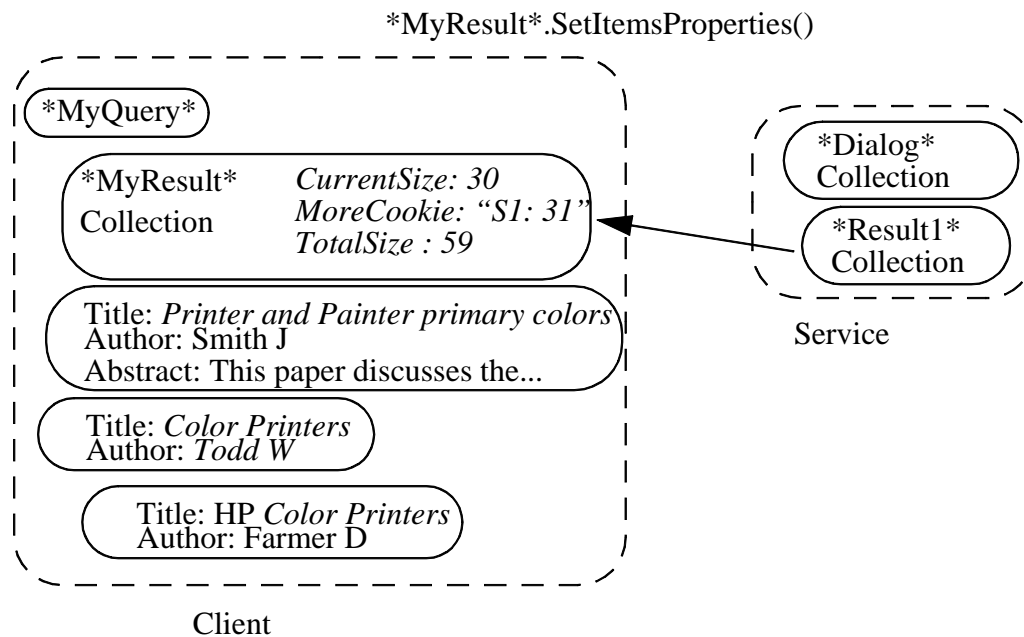 *MyResult*.SetItemsProperties()
*MyQuery*
*MyResult*
Collection
CurrentSize: 30
MoreCookie: “S1: 31”
TotalSize : 59
*Dialog*
Collection
*Result1*
Collection
Title: Printer and Painter primary colors
Author: Smith J
Abstract: This paper discusses the...
Service
Title: Color Printers
Author: Todd W
Title: HP Color Printers
Author: Farmer D
Client